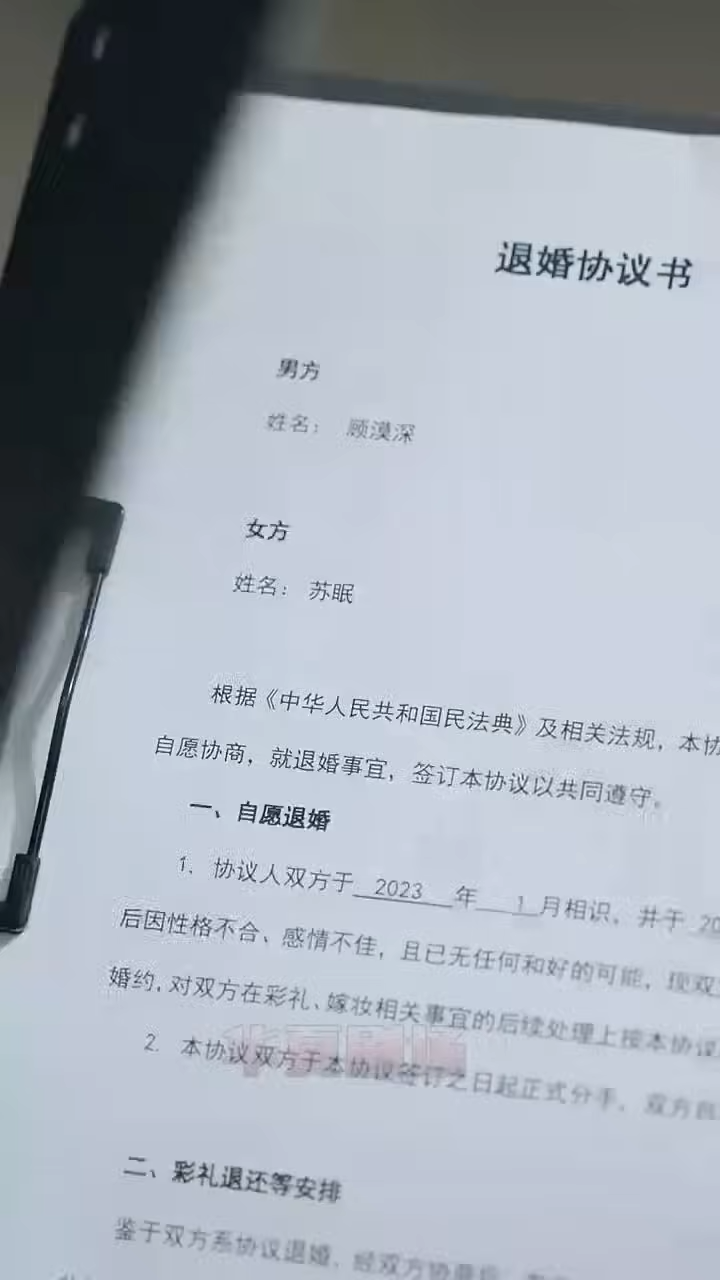 退婚协议书
男方
姓名： 顾漠深
女方
姓名： 苏眠
根据《中华人民共和国民法典》及相关法规，本协
自愿协商，就退婚事宜，签订本协议以共同遵守。
一、自愿退婚
1. 协议人双方于 2023 年 1 月相识，并于 20
后因性格不合、感情不佳，且已无任何和好的可能，现双
婚约，对双方在彩礼、嫁妆相关事宜的后续处理上按本协议
2. 本协议双方于本协议签订之日起正式分手，双方自
二、彩礼退还等安排
鉴于双方系协议退婚，经双方协商后